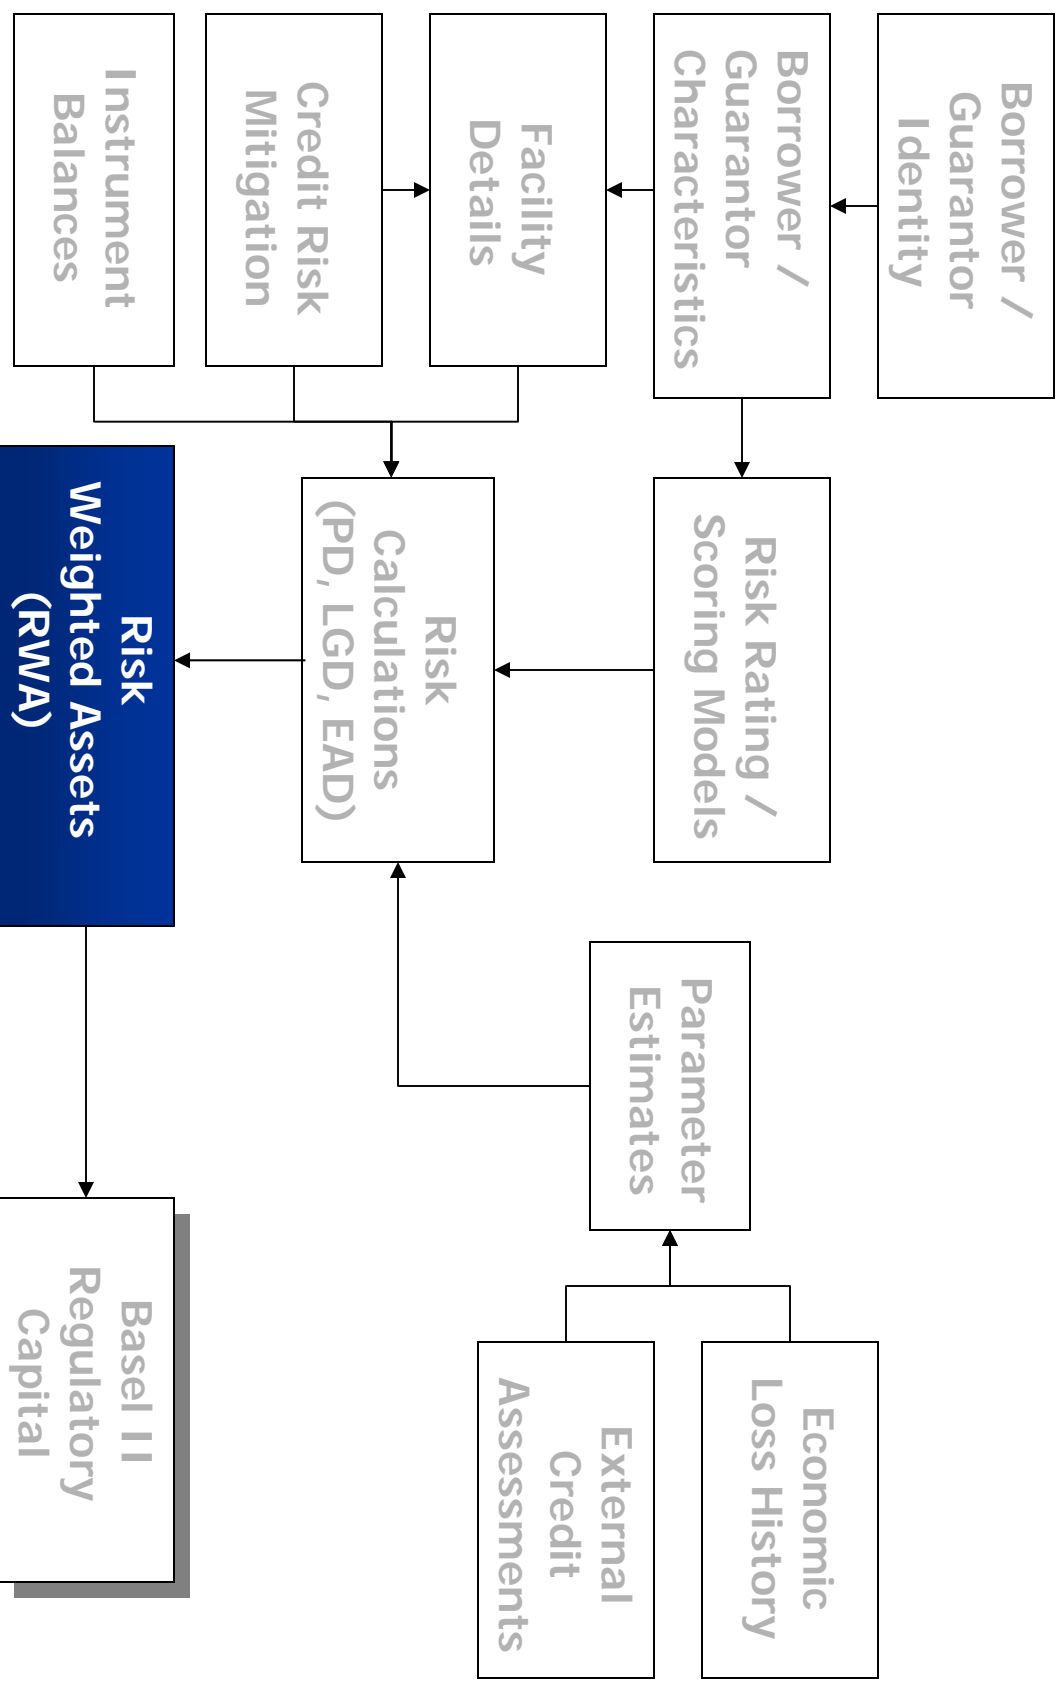 Borrower /
Guarantor
Identity
Borrower /
Guarantor
Characteristics
Facility
Details
Credit Risk
Mitigation
Instrument
Balances
Risk Rating /
Scoring Models
Risk
Calculations
(PD, LGD, EAD)
Risk
Weighted Assets
(RWA)
Parameter
Estimates
Economic
Loss History
External
Credit
Assessments
Basel II
Regulatory
Capital